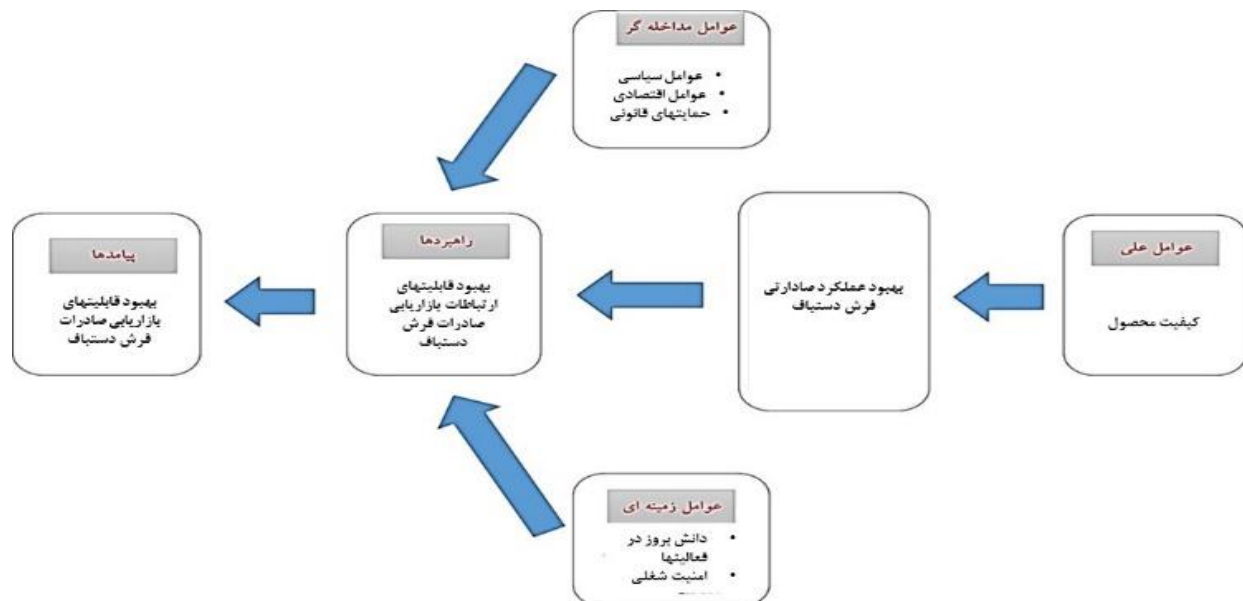 عوامل مداخله گر
• عوامل سیاسی
• عوامل اقتصادی
• حمایتهای قانونی
عوامل علی
کیفیت محصول
بهبود عملکرد صادارتی
فرش دستباف
راهبردها
بهبود قابلیتهای
ارتباطات بازاریابی
صادرات فرش
دستباف
پیامدها
بهبود قابلیتهای
بازاریابی صادرات
فرش دستباف
عوامل زمینه ای
• دانش بروز در
فعالیتها
• امنیت شغلی